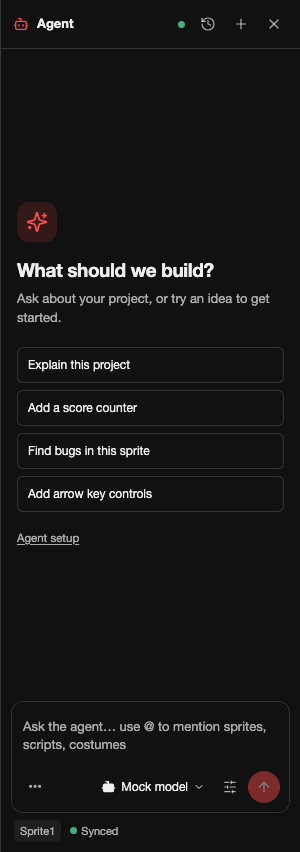 Agent
What should we build?
Ask about your project, or try an idea to get
started.
Explain this project
Add a score counter
Find bugs in this sprite
Add arrow key controls
Agent setup
Ask the agent… use @ to mention sprites,
scripts, costumes
Mock model
Sprite1
Synced